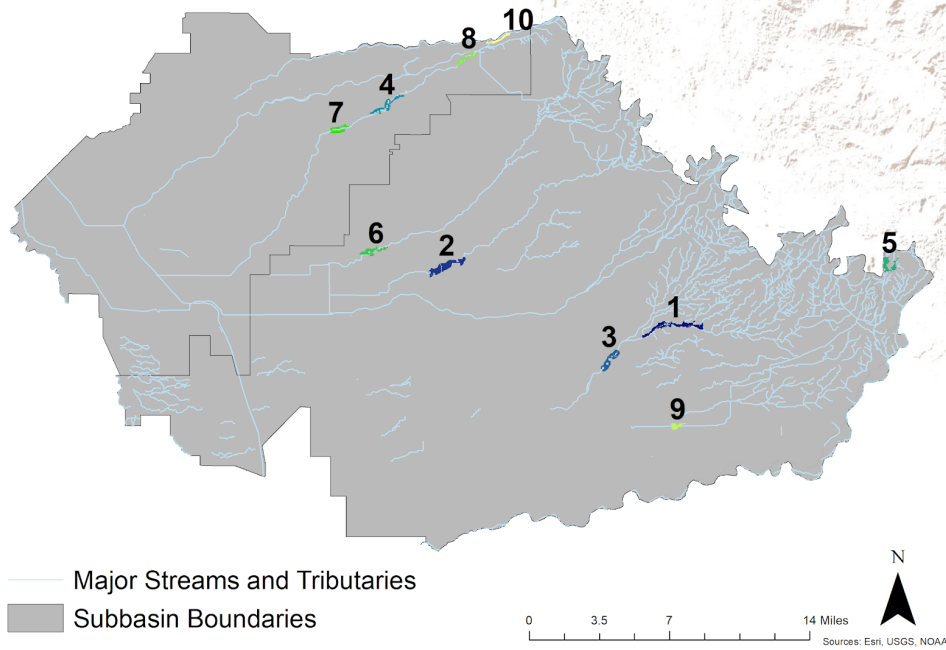 10
8
4
7
6
2
5
1
3
9
Major Streams and Tributaries
Subbasin Boundaries
N
0 3.5 7 14 Miles
Sources: Esri, USGS, NOAA